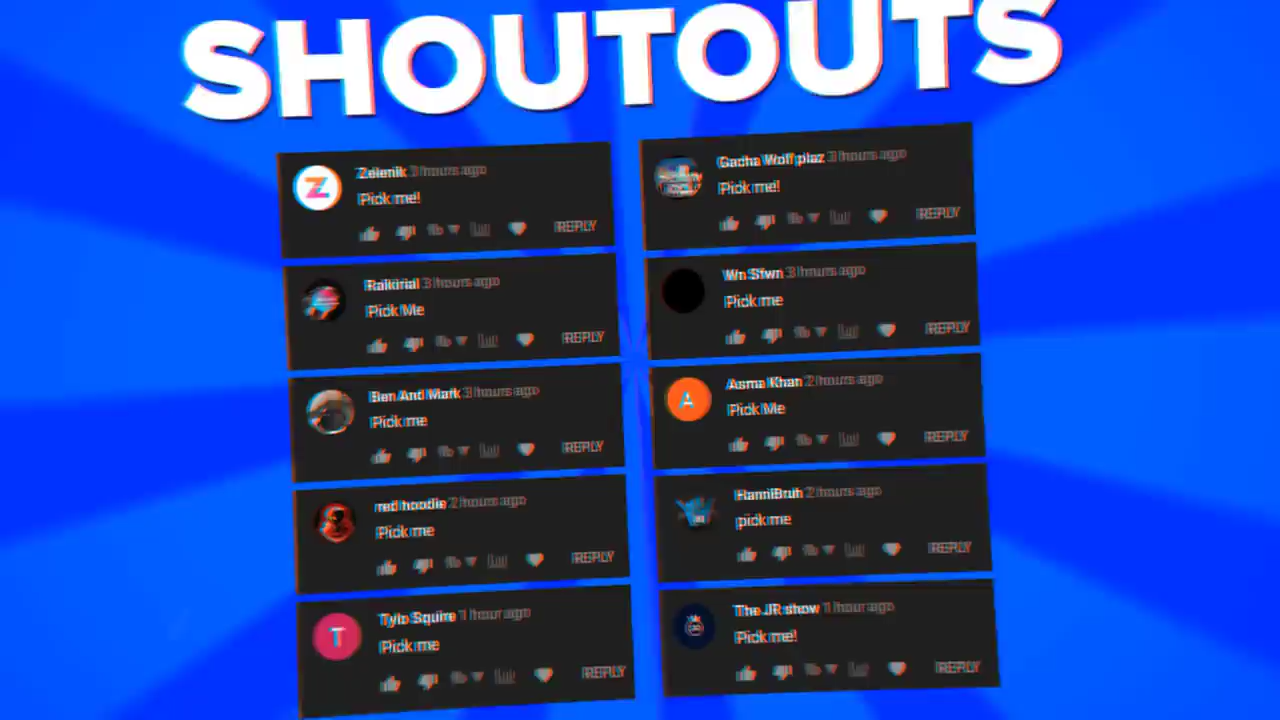 SHOUTOUTS
Zelenik 3 hours ago
Pick me!
REPLY
Raikirial 3 hours ago
Pick Me
REPLY
Ben And Mark 3 hours ago
Pick me
REPLY
red hoodie 2 hours ago
Pick me
REPLY
T
Tylo Squire 1 hour ago
Pick me
REPLY
Gacha Wolf plaz 3 hours ago
Pick me!
REPLY
Wn Sfwn 3 hours ago
Pick me
REPLY
A
Asma Khan 2 hours ago
Pick Me
REPLY
HanniBruh 2 hours ago
pick me
REPLY
The JR show 1 hour ago
Pick me!
REPLY